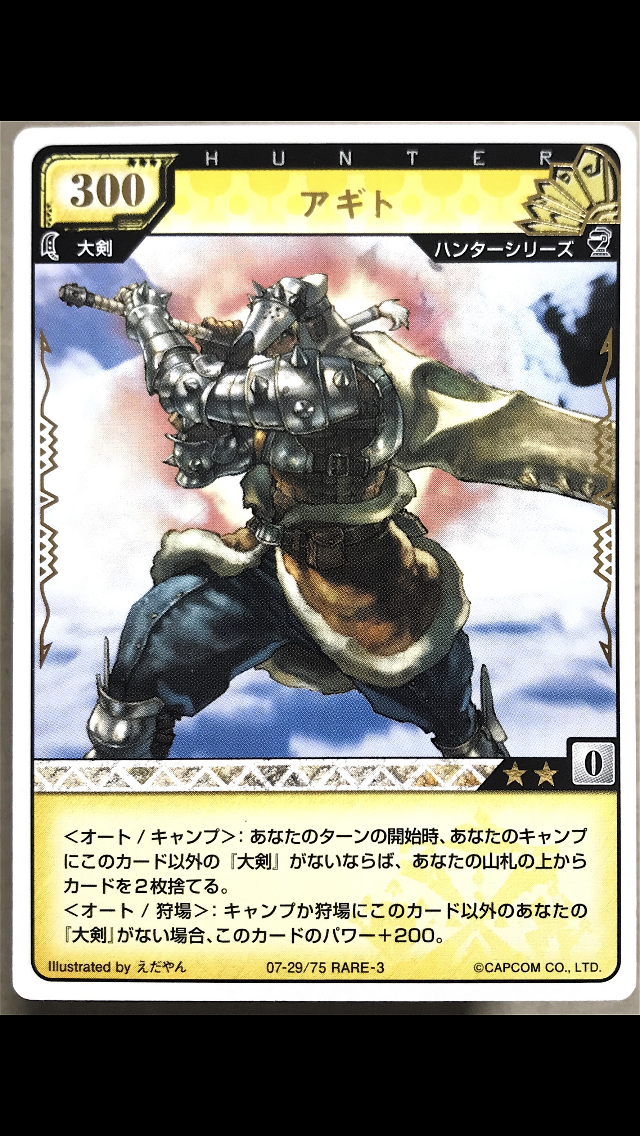 HUNTER
300
アギト
大剣
ハンターシリーズ
0
<オート / キャンプ>：あなたのターンの開始時、あなたのキャンプ
にこのカード以外の『大剣』がないならば、あなたの山札の上から
カードを2枚捨てる。
<オート / 狩場>：キャンプか狩場にこのカード以外のあなたの
『大剣』がない場合、このカードのパワー＋200。
Illustrated by えだやん 07-29/75 RARE-3 ©CAPCOM CO., LTD.